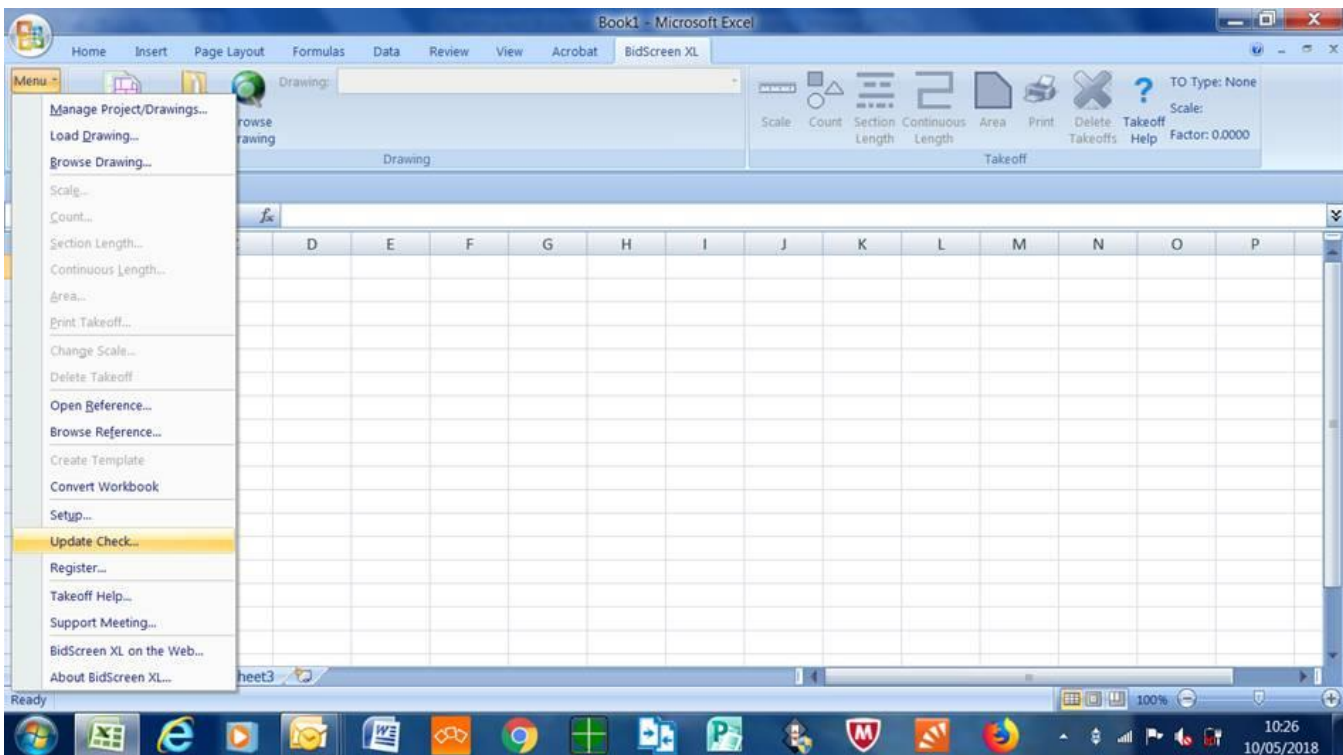 Book1 - Microsoft Excel
Home Insert Page Layout Formulas Data Review View Acrobat BidScreen XL
Menu
Drawing:
rowse
rawing
Drawing
Scale
Count
Section
Length
Continuous
Length
Area
Print
Delete
Takeoffs
Takeoff
Help
TO Type: None
Scale:
Factor: 0.0000
Takeoff
Manage Project/Drawings...
Load Drawing...
Browse Drawing...
Scale...
Count...
Section Length...
Continuous Length...
Area...
Print Takeoff...
Change Scale...
Delete Takeoff
Open Reference...
Browse Reference...
Create Template
Convert Workbook
Setup...
Update Check...
Register...
Takeoff Help...
Support Meeting...
BidScreen XL on the Web...
About BidScreen XL...
fx
D E F G H I J K L M N O P
heet3
Ready
100%
10:26
10/05/2018